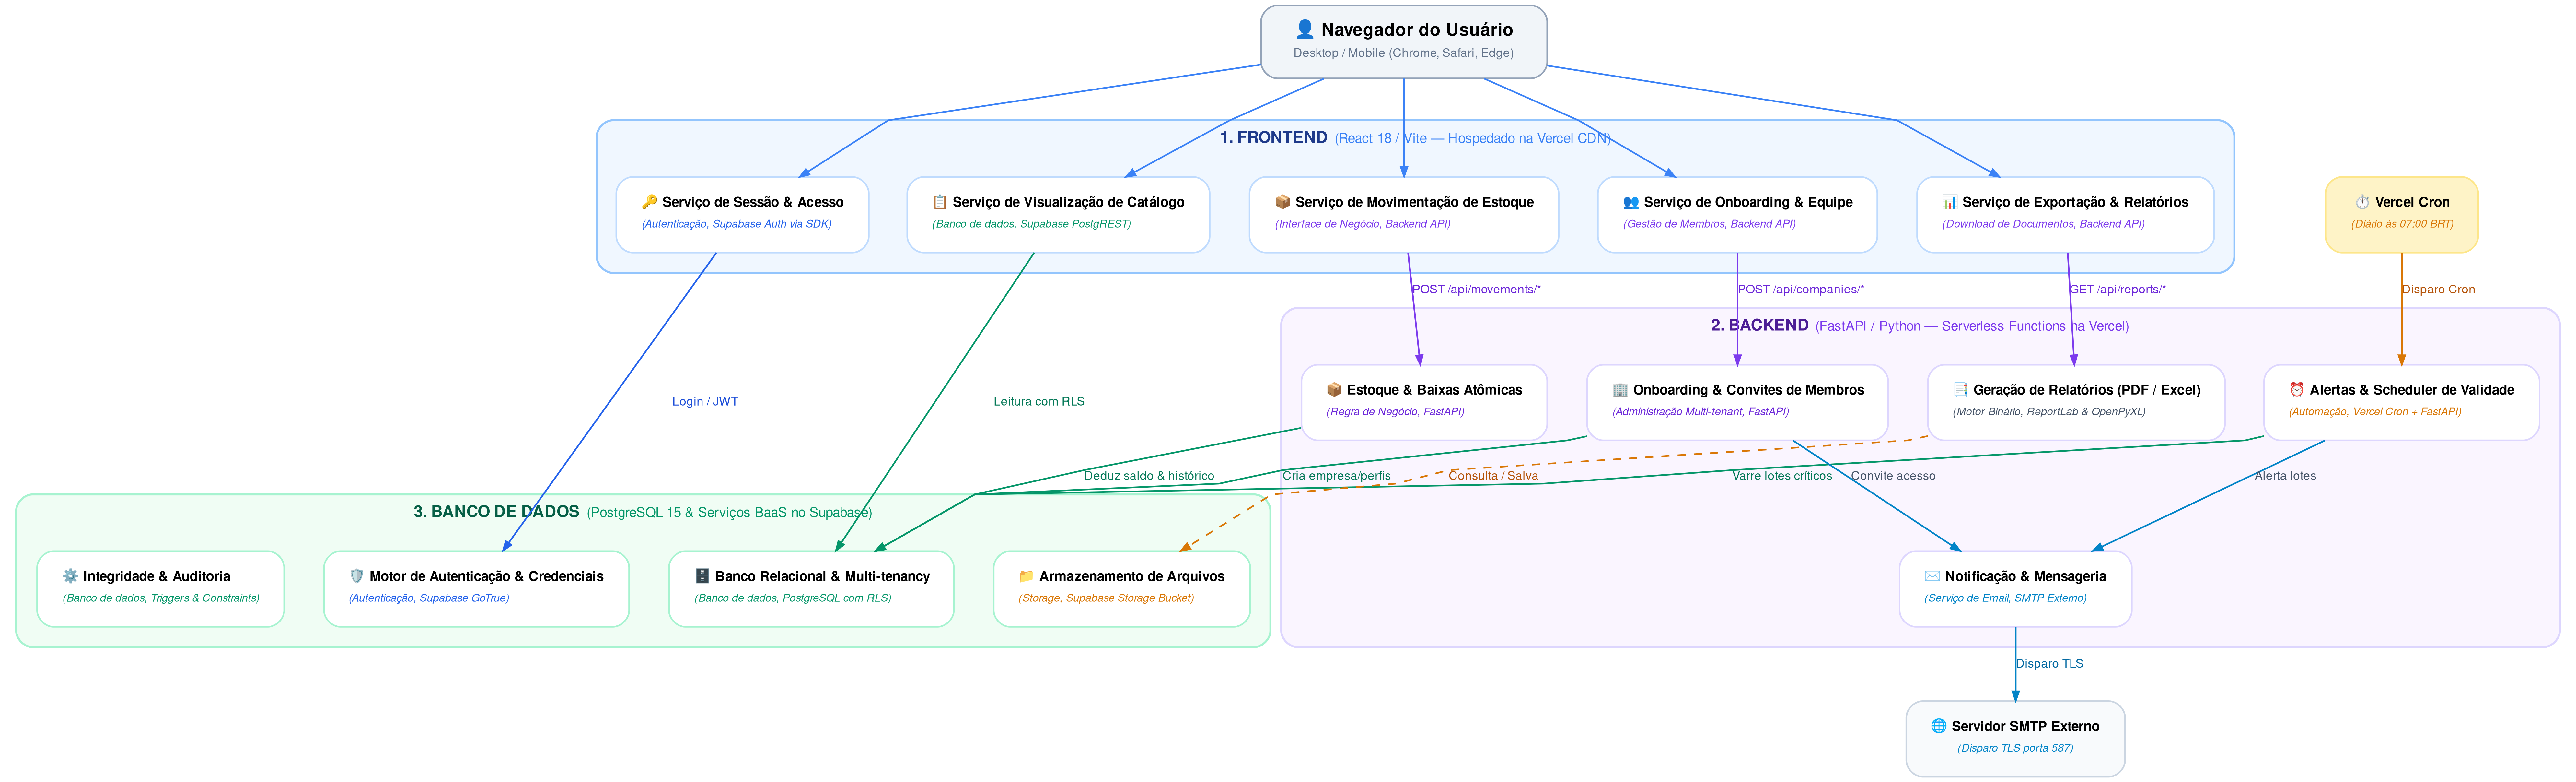 👤 Navegador do Usuário
Desktop / Mobile (Chrome, Safari, Edge)
1. FRONTEND (React 18 / Vite — Hospedado na Vercel CDN)
🔑 Serviço de Sessão & Acesso
(Autenticação, Supabase Auth via SDK)
📋 Serviço de Visualização de Catálogo
(Banco de dados, Supabase PostgREST)
📦 Serviço de Movimentação de Estoque
(Interface de Negócio, Backend API)
👥 Serviço de Onboarding & Equipe
(Gestão de Membros, Backend API)
📊 Serviço de Exportação & Relatórios
(Download de Documentos, Backend API)
⏱️ Vercel Cron
(Diário às 07:00 BRT)
POST /api/movements/*
POST /api/companies/*
GET /api/reports/*
Disparo Cron
2. BACKEND (FastAPI / Python — Serverless Functions na Vercel)
📦 Estoque & Baixas Atômicas
(Regra de Negócio, FastAPI)
🏢 Onboarding & Convites de Membros
(Administração Multi-tenant, FastAPI)
📑 Geração de Relatórios (PDF / Excel)
(Motor Binário, ReportLab & OpenPyXL)
⏰ Alertas & Scheduler de Validade
(Automação, Vercel Cron + FastAPI)
Login / JWT
Leitura com RLS
Deduz saldo & histórico
Cria empresa/perfis
Consulta / Salva
Varre lotes críticos
Convite acesso
Alerta lotes
3. BANCO DE DADOS (PostgreSQL 15 & Serviços BaaS no Supabase)
⚙️ Integridade & Auditoria
(Banco de dados, Triggers & Constraints)
🛡️ Motor de Autenticação & Credenciais
(Autenticação, Supabase GoTrue)
🗄️ Banco Relacional & Multi-tenancy
(Banco de dados, PostgreSQL com RLS)
📁 Armazenamento de Arquivos
(Storage, Supabase Storage Bucket)
✉️ Notificação & Mensageria
(Serviço de Email, SMTP Externo)
Disparo TLS
🌐 Servidor SMTP Externo
(Disparo TLS porta 587)